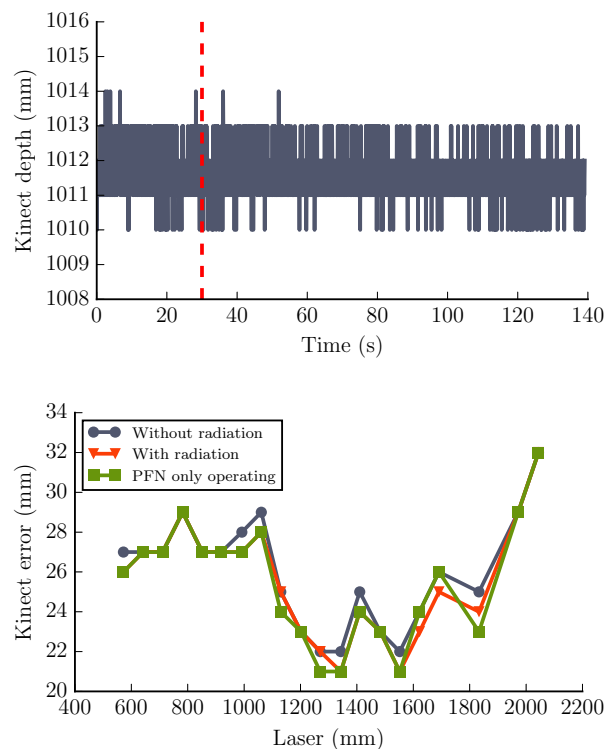 1016
1015
1014
1013
1012
1011
1010
1009
1008
Kinect depth (mm)
0 20 40 60 80 100 120 140
Time (s)
34
32
30
28
26
24
22
20
Kinect error (mm)
Without radiation
With radiation
PFN only operating
400 600 800 1000 1200 1400 1600 1800 2000 2200
Laser (mm)